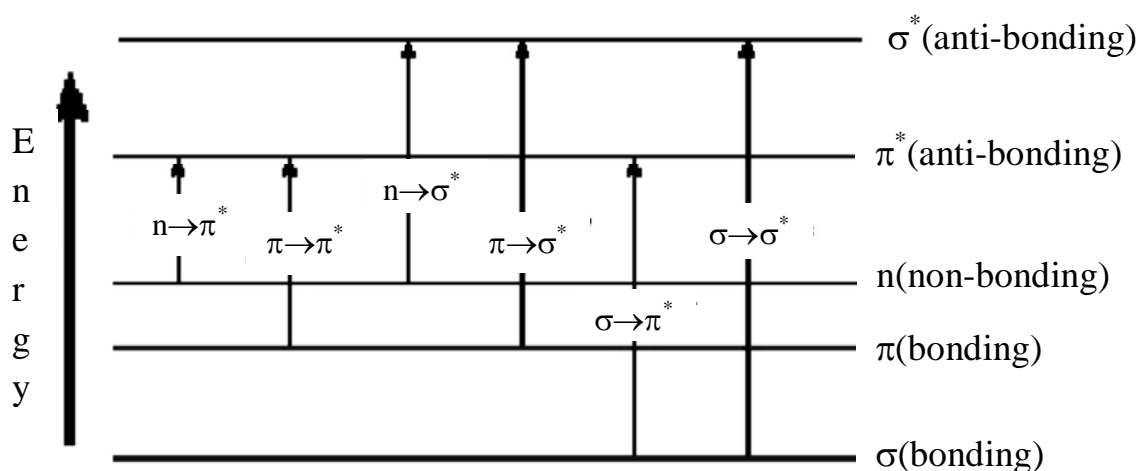 σ*(anti-bonding)
E
n
e
r
g
y
π*(anti-bonding)
n→π*
π→π*
n→σ*
π→σ*
σ→σ*
n(non-bonding)
σ→π*
π(bonding)
σ(bonding)